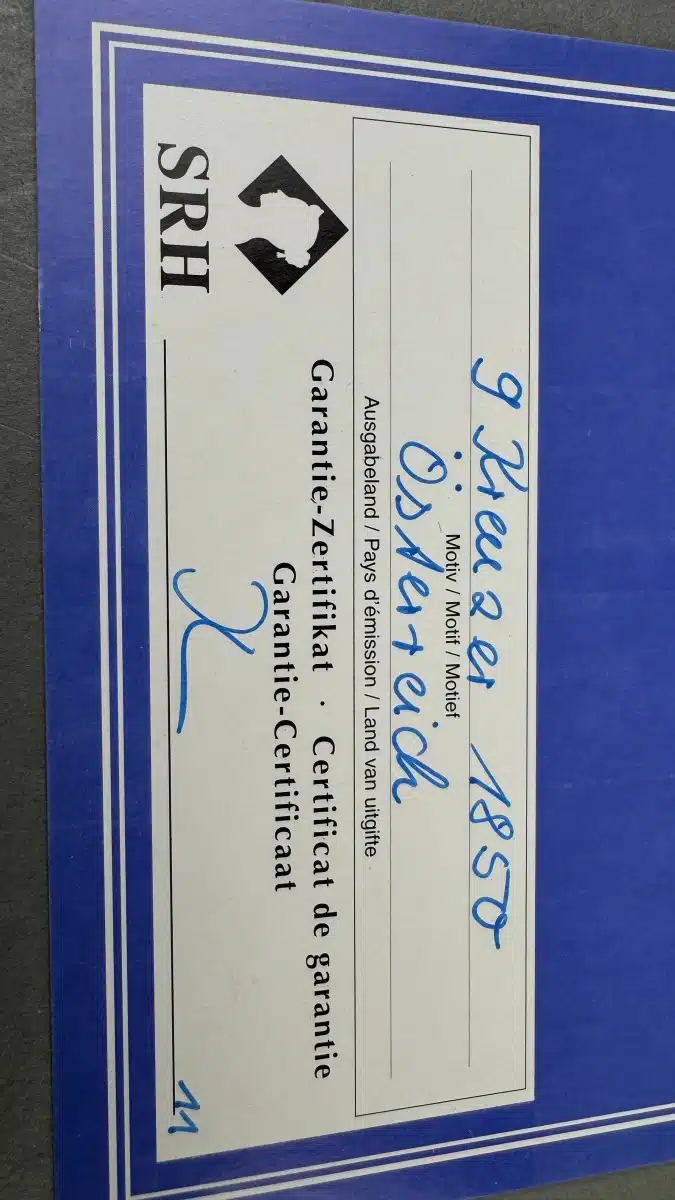 9 Kreuzer 1850
Motiv / Motif / Motief
Österreich
Ausgabeland / Pays d'émission / Land van uitgifte
Garantie-Zertifikat · Certificat de garantie
Garantie-Certificaat
SRH
11